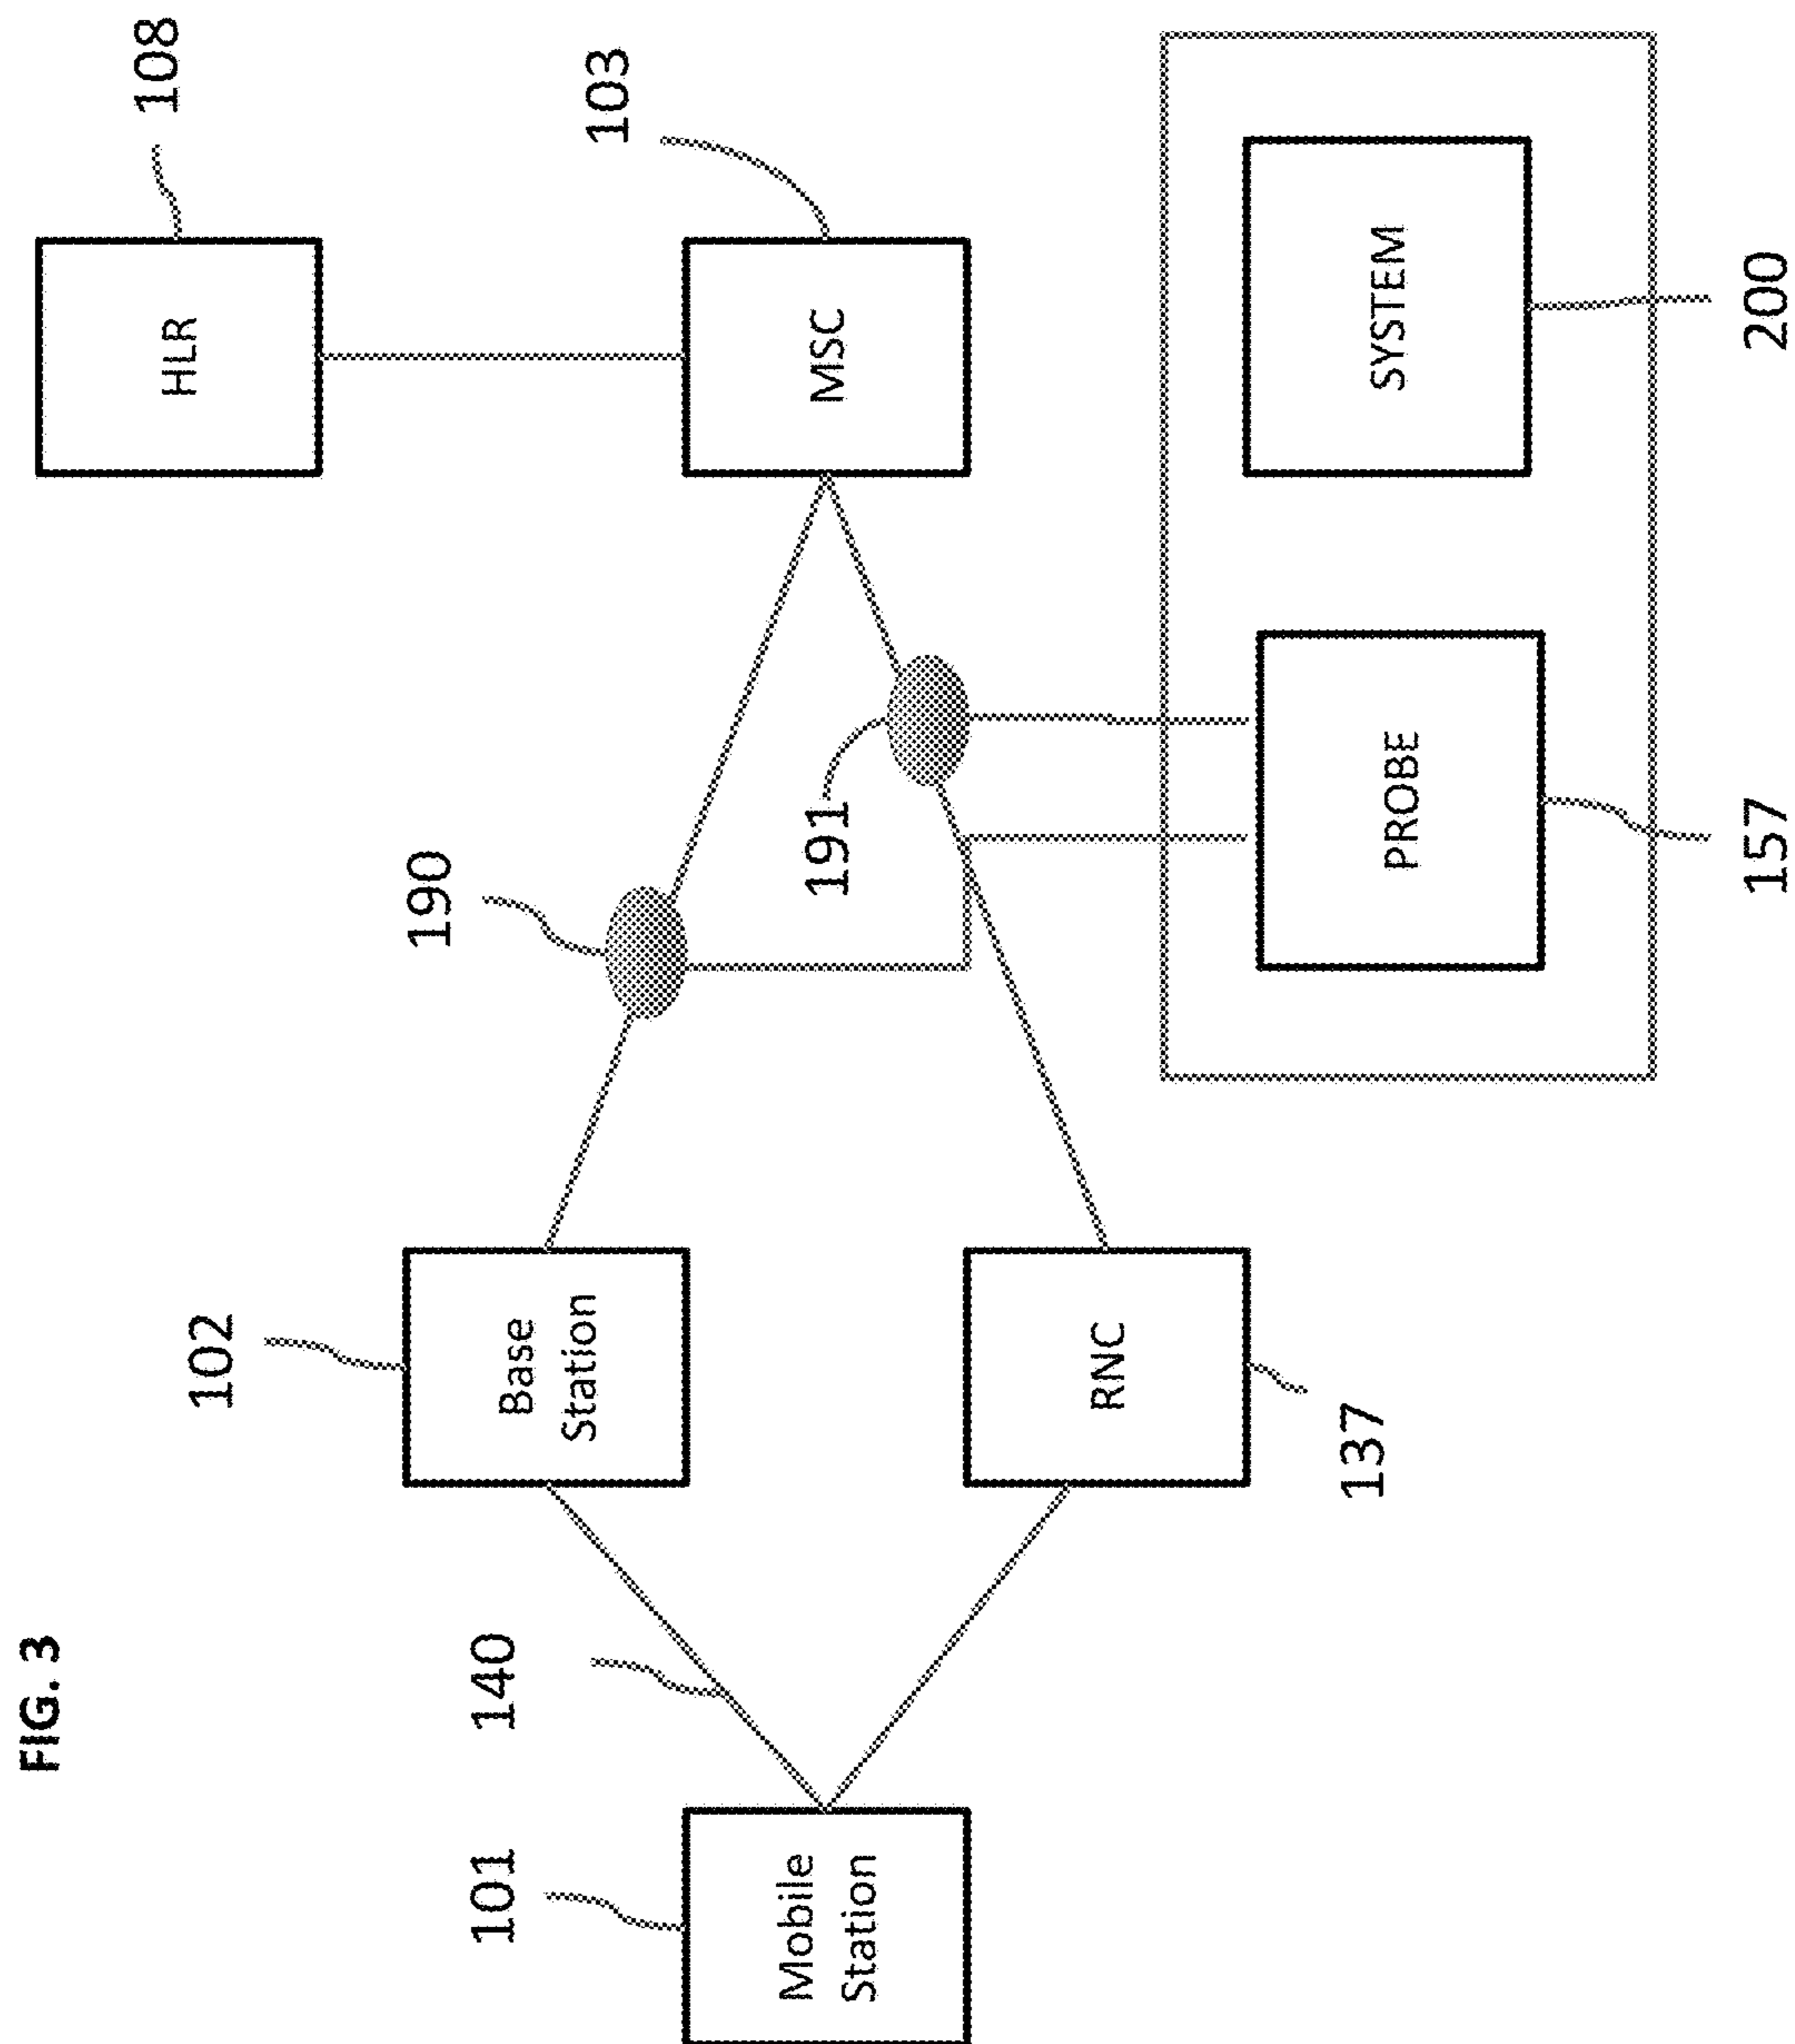 FIG. 3
108
HLR
103
MSC
190
191
102
Base
Station
140
101
Mobile
Station
RNC
137
PROBE
157
SYSTEM
200